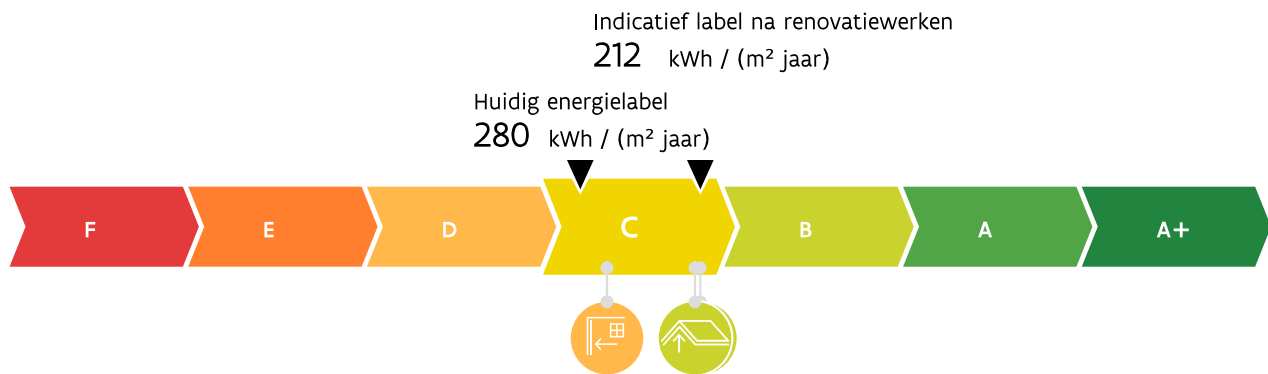 Indicatief label na renovatiewerken
212 kWh / (m² jaar)
Huidig energielabel
280 kWh / (m² jaar)
F E D C B A A+